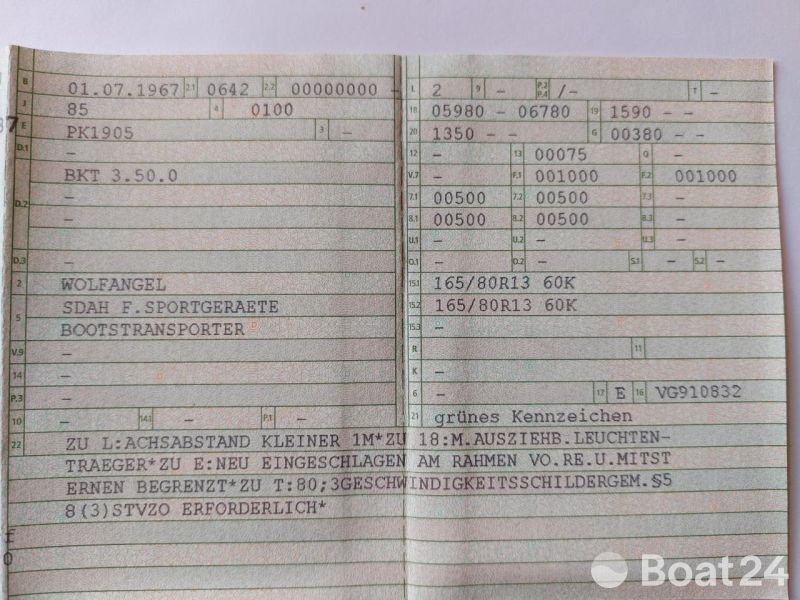 B 01.07.1967 2.1 0642 2.2 00000000 -
J 85 4 0100
E PK1905 3 -
D.1 -
BKT 3.50.0
D.2 -
-
D.3 -
2 WOLFANGEL
SDAH F.SPORTGERAETE
5 BOOTSTRANSPORTER
V.9 -
14 -
P.3 -
10 - 14.1 - P.1 -
L 2 9 - P.2 P.4 /- T -
18 05980 - 06780 19 1590 - -
20 1350 - - G 00380 - -
12 - 13 00075 Q -
V.7 - F.1 001000 F.2 001000
7.1 00500 7.2 00500 7.3 -
8.1 00500 8.2 00500 8.3 -
U.1 - U.2 - U.3 -
O.1 - O.2 - S.1 - S.2 -
15.1 165/80R13 60K
15.2 165/80R13 60K
15.3 -
R 11
K -
6 - 17 E 16 VG910832
21 grünes Kennzeichen
22 ZU L:ACHSABSTAND KLEINER 1M*ZU 18:M.AUSZIEHB.LEUCHTEN-
TRAEGER*ZU E:NEU EINGESCHLAGEN AM RAHMEN VO.RE.U.MITST
ERNEN BEGRENZT*ZU T:80;3GESCHWINDIGKEITSSCHILDERGEM.§5
8(3)STVZO ERFORDERLICH*
Boat24